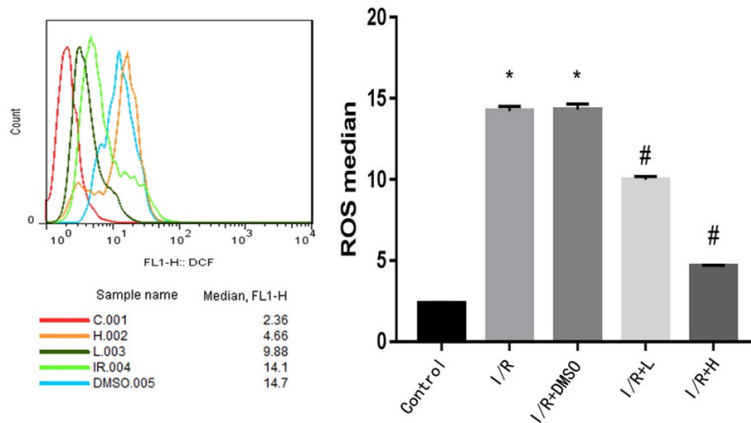 Count
0
10^0 10^1 10^2 10^3 10^4
FL1-H:: DCF
Sample name Median, FL1-H
C.001 2.36
H.002 4.66
L.003 9.88
IR.004 14.1
DMSO.005 14.7
ROS median
20
15
10
5
0
* * # #
Control I/R I/R+DMSO I/R+L I/R+H